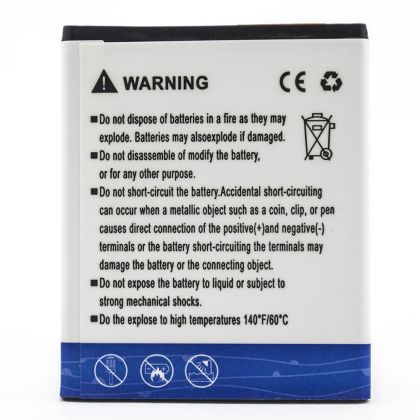 WARNING
CE
Do not dispose of batteries in a fire as they may
explode. Batteries may alsoexplode if damaged.
Do not disassemble of modify the battery,
or for any other purpose.
Do not short-circuit the battery.Accidental short-circuiting
can occur when a metallic object such as a coin, clip, or pen
causes direct connection of the positive(+)and negative(-)
terminals or the battery short-circuiting the terminals may
damage the battery or the connecting object.
Do not expose the battery to liquid or subject to
strong mechanical shocks.
Do the explose to high temperatures 140°F/60°C